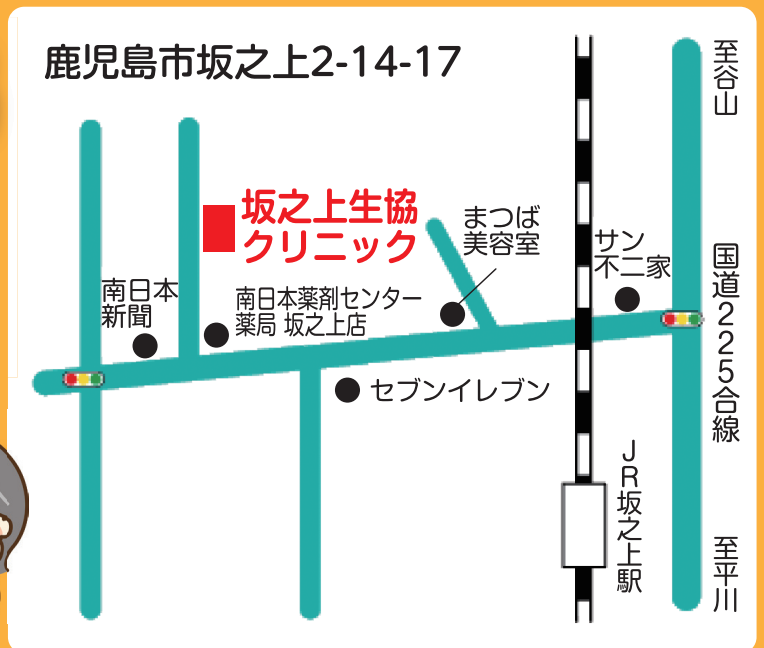 鹿児島市坂之上2-14-17
至谷山
坂之上生協
クリニック
まつば
美容室
サン
不二家
国道225合線
南日本
新聞
南日本薬剤センター
薬局 坂之上店
セブンイレブン
JR坂之上駅
至平川